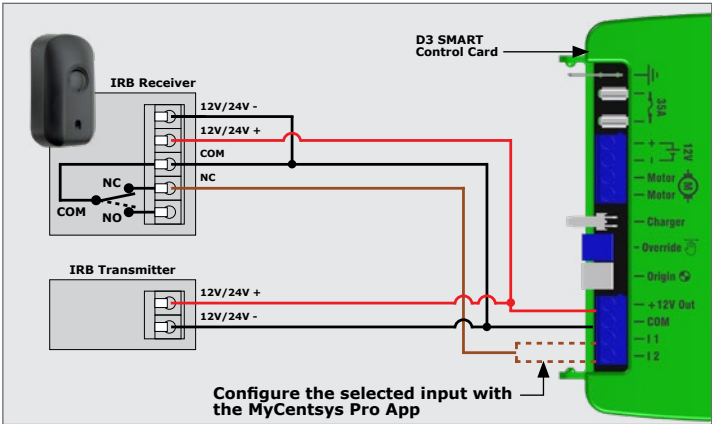 D3 SMART
Control Card
IRB Receiver
12V/24V -
12V/24V +
COM
NC
NC
COM
NO
IRB Transmitter
12V/24V +
12V/24V -
35A
+
-
12V
Motor
Motor
M
Charger
Override
Origin
+12V Out
COM
I 1
I 2
Configure the selected input with
the MyCentsys Pro App